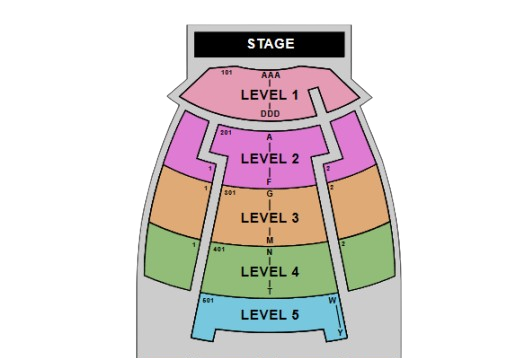 STAGE
101
AAA
LEVEL 1
DDD
201
A
LEVEL 2
1
F
2
1
301
G
2
LEVEL 3
M
1
401
N
2
LEVEL 4
T
501
W
LEVEL 5
Y